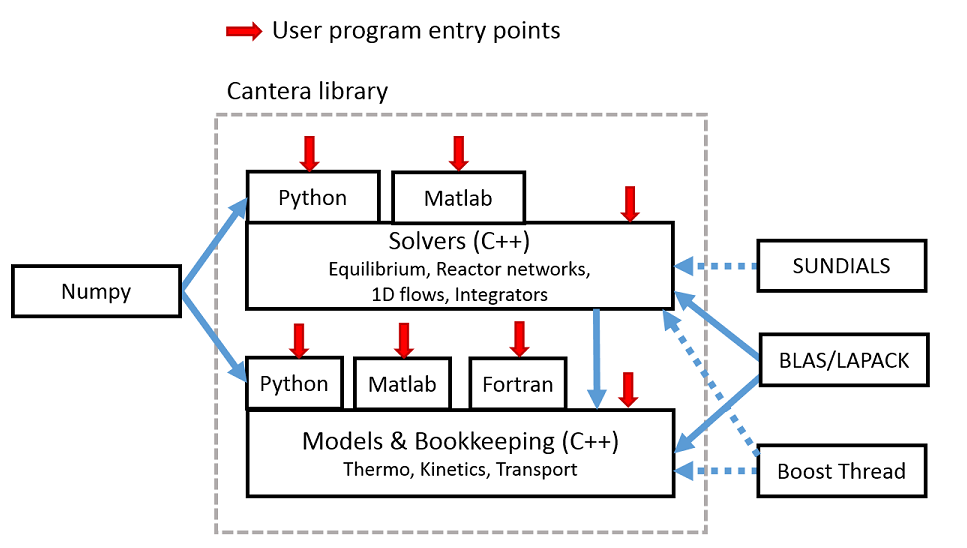 User program entry points
Cantera library
Python
Matlab
Solvers (C++)
Equilibrium, Reactor networks,
1D flows, Integrators
SUNDIALS
Numpy
BLAS/LAPACK
Python
Matlab
Fortran
Models & Bookkeeping (C++)
Thermo, Kinetics, Transport
Boost Thread